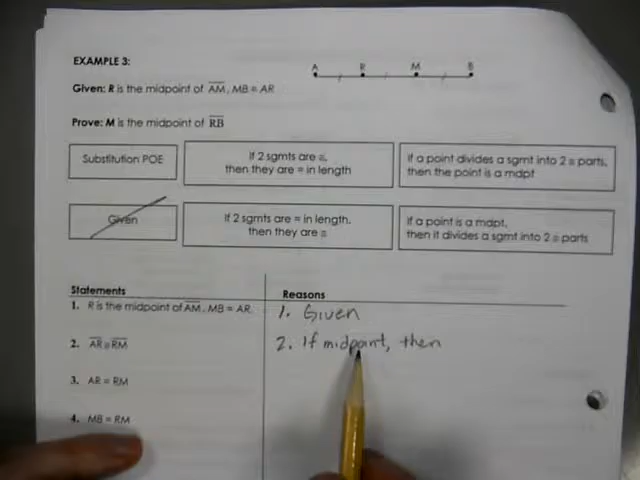 EXAMPLE 3:
A R M B
Given: R is the midpoint of AM, MB = AR
Prove: M is the midpoint of RB
Substitution POE
If 2 sgmts are ≅,
then they are = in length
If a point divides a sgmt into 2 ≅ parts,
then the point is a mdpt
Given
If 2 sgmts are = in length,
then they are ≅
If a point is a mdpt,
then it divides a sgmt into 2 ≅ parts
Statements
Reasons
1. R is the midpoint of AM, MB = AR
1. Given
2. AR ≅ RM
2. If midpoint, then
3. AR = RM
4. MB = RM